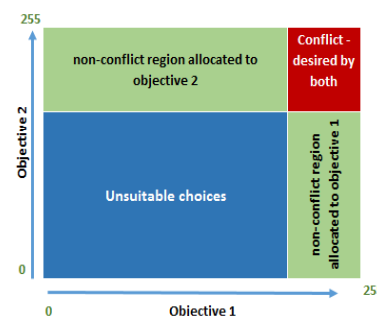 255
non-conflict region allocated to
objective 2
Conflict -
desired by
both
Objective 2
Unsuitable choices
non-conflict region
allocated to objective 1
0
25
0
Objective 1